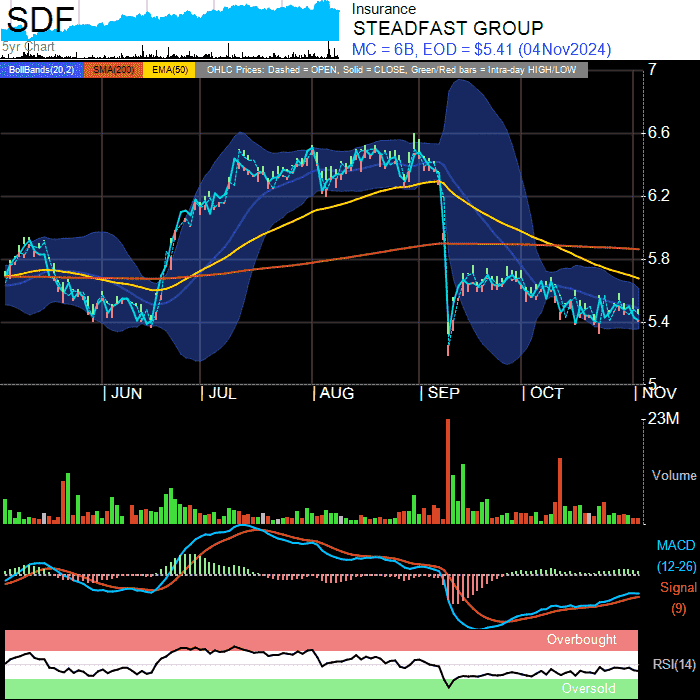 SDF
5yr Chart
Insurance
STEADFAST GROUP
MC = 6B, EOD = $5.41 (04Nov2024)
BollBands(20,2) SMA(200) EMA(50) OHLC Prices: Dashed = OPEN, Solid = CLOSE, Green/Red bars = Intra-day HIGH/LOW
7
6.6
6.2
5.8
5.4
5
JUN JUL AUG SEP OCT NOV
23M
Volume
MACD
(12-26)
Signal
(9)
Overbought
RSI(14)
Oversold